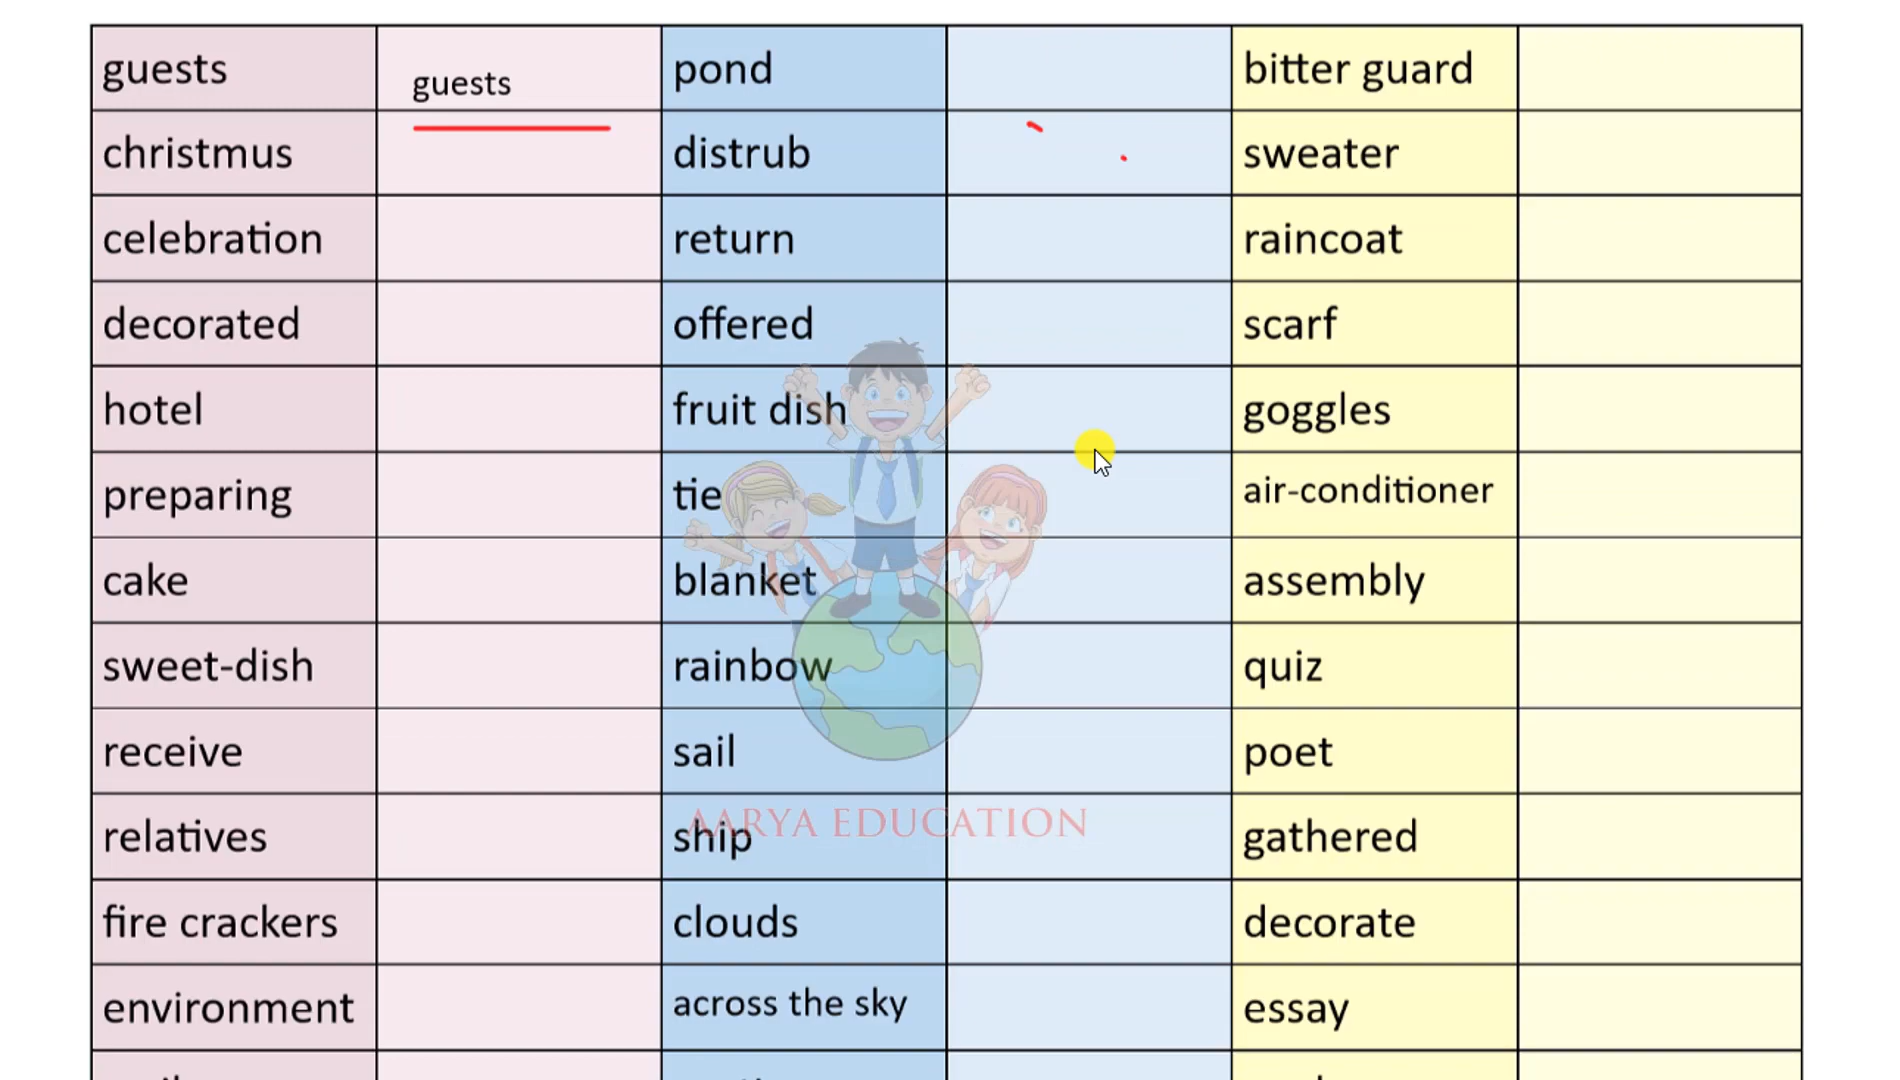 guests guests pond bitter guard
christmus distrub sweater
celebration return raincoat
decorated offered scarf
hotel fruit dish goggles
preparing tie air-conditioner
cake blanket assembly
sweet-dish rainbow quiz
receive sail poet
AARYA EDUCATION
relatives ship gathered
fire crackers clouds decorate
environment across the sky essay